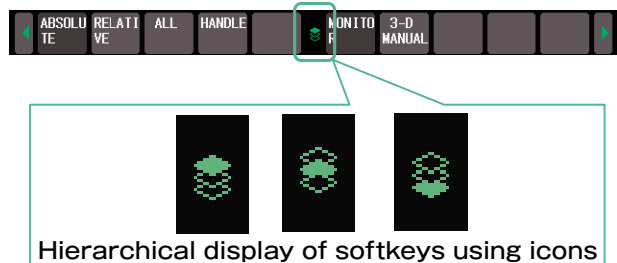 ABSOLU RELATI ALL HANDLE MONITO 3-D
TE VE R MANUAL
Hierarchical display of softkeys using icons